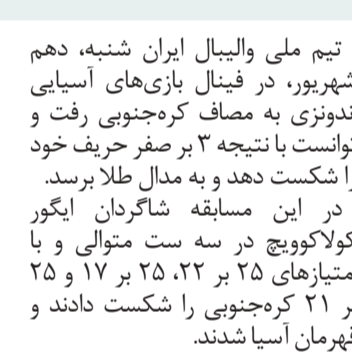 تیم ملی والیبال ایران شنبه، دهم
شهریور، در فینال بازی‌های آسیایی
ندونزی به مصاف کره‌جنوبی رفت و
توانست با نتیجه ۳ بر صفر حریف خود
را شکست دهد و به مدال طلا برسد.
در این مسابقه شاگردان ایگور
کولاکوویچ در سه ست متوالی و با
متیازهای ۲۵ بر ۲۲، ۲۵ بر ۱۷ و ۲۵
بر ۲۱ کره‌جنوبی را شکست دادند و
قهرمان آسیا شدند.